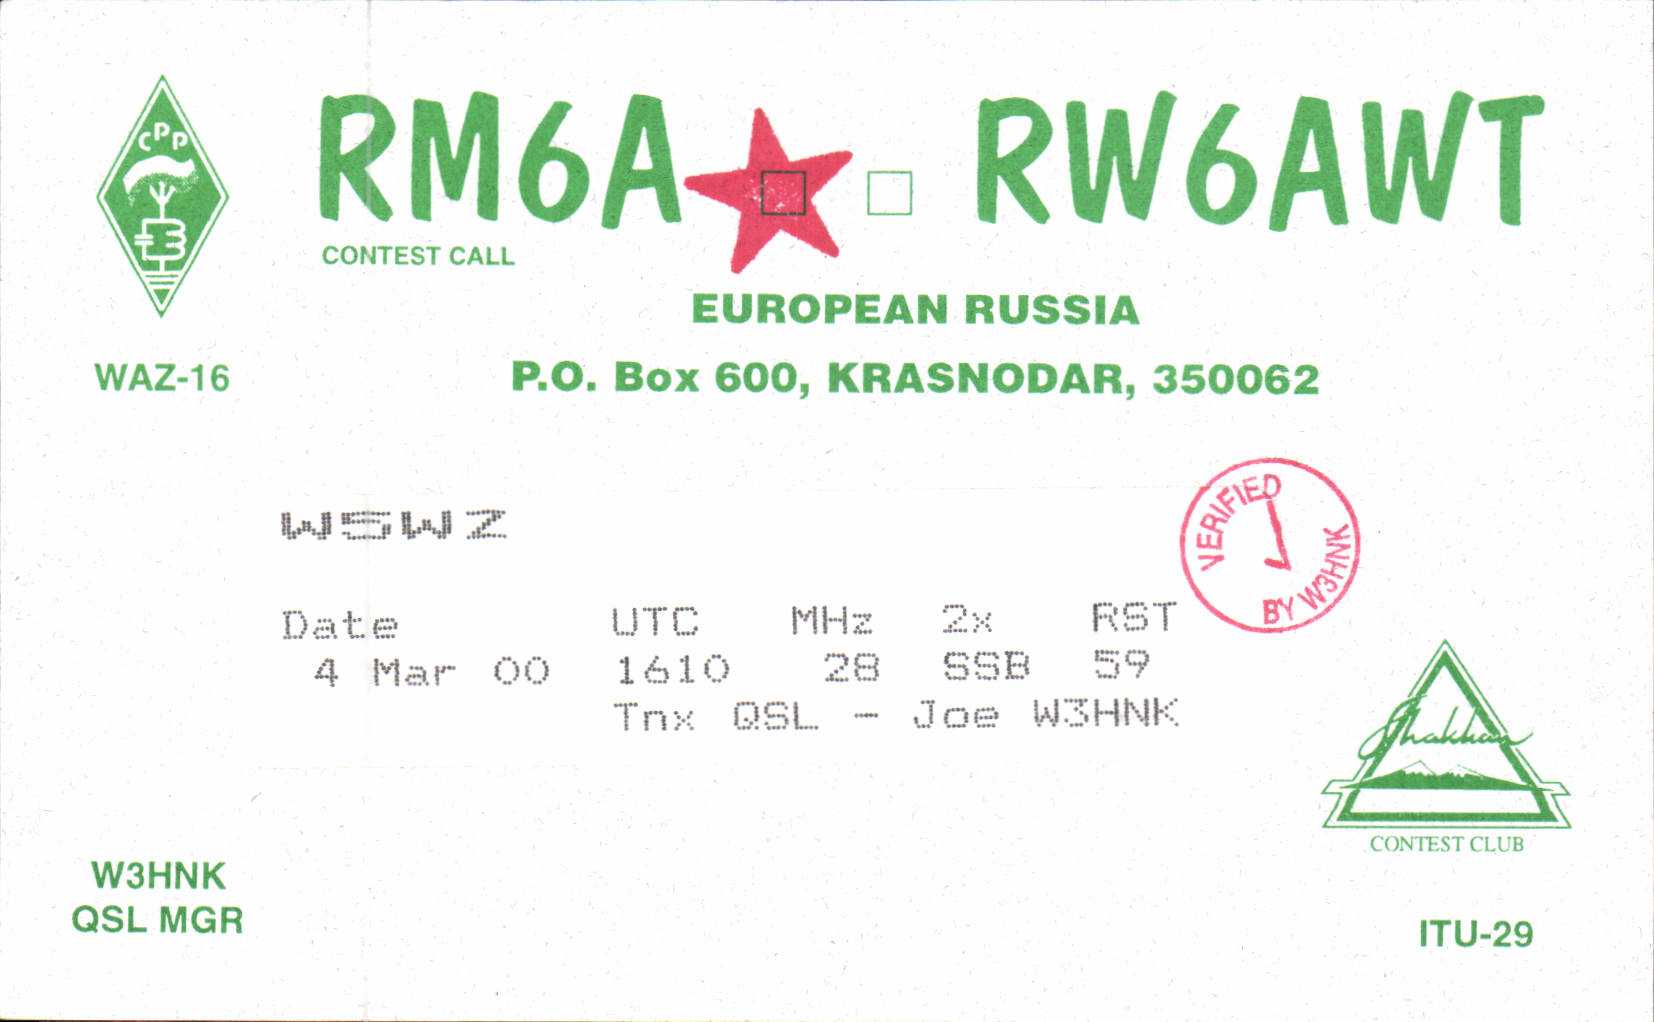 СРР
RM6A RW6AWT
CONTEST CALL
EUROPEAN RUSSIA
WAZ-16
P.O. Box 600, KRASNODAR, 350062
W5WZ
VERIFIED
BY W3HNK
Date UTC MHz 2x RST
4 Mar 00 1610 28 SSB 59
Tnx QSL - Joe W3HNK
CONTEST CLUB
W3HNK
QSL MGR
ITU-29